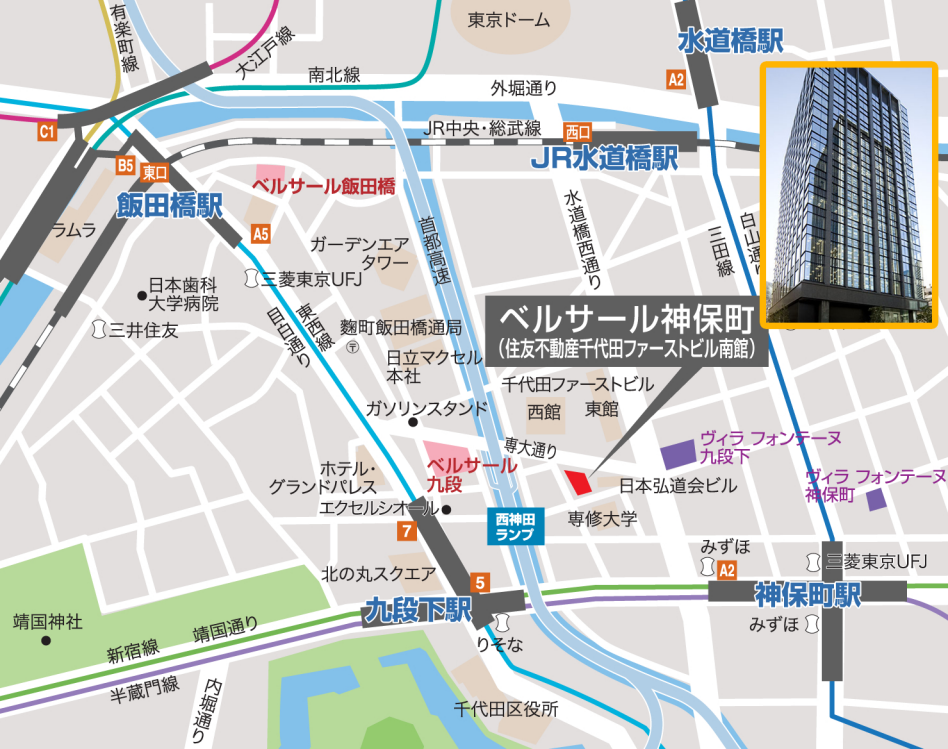 有楽町線
大江戸線
東京ドーム
水道橋駅
A2
南北線
外堀通り
C1
JR中央・総武線
西口
JR水道橋駅
B5
東口
飯田橋駅
ベルサール飯田橋
A5
ラムラ
首都高速
水道橋西通り
三田線
白山通り
ガーデンエア
タワー
三菱東京UFJ
日本歯科
大学病院
三井住友
目白通り
東西線
麴町飯田橋通局
日立マクセル
本社
ベルサール神保町
(住友不動産千代田ファーストビル南館)
千代田ファーストビル
西館
東館
ガソリンスタンド
専大通り
ヴィラ フォンテーヌ
九段下
ベルサール
九段
ホテル・
グランドパレス
エクセルシオール
日本弘道会ビル
ヴィラ フォンテーヌ
神保町
7
西神田
ランプ
専修大学
みずほ
A2
三菱東京UFJ
北の丸スクエア
5
九段下駅
神保町駅
みずほ
りそな
靖国神社
新宿線
靖国通り
半蔵門線
内堀通り
千代田区役所